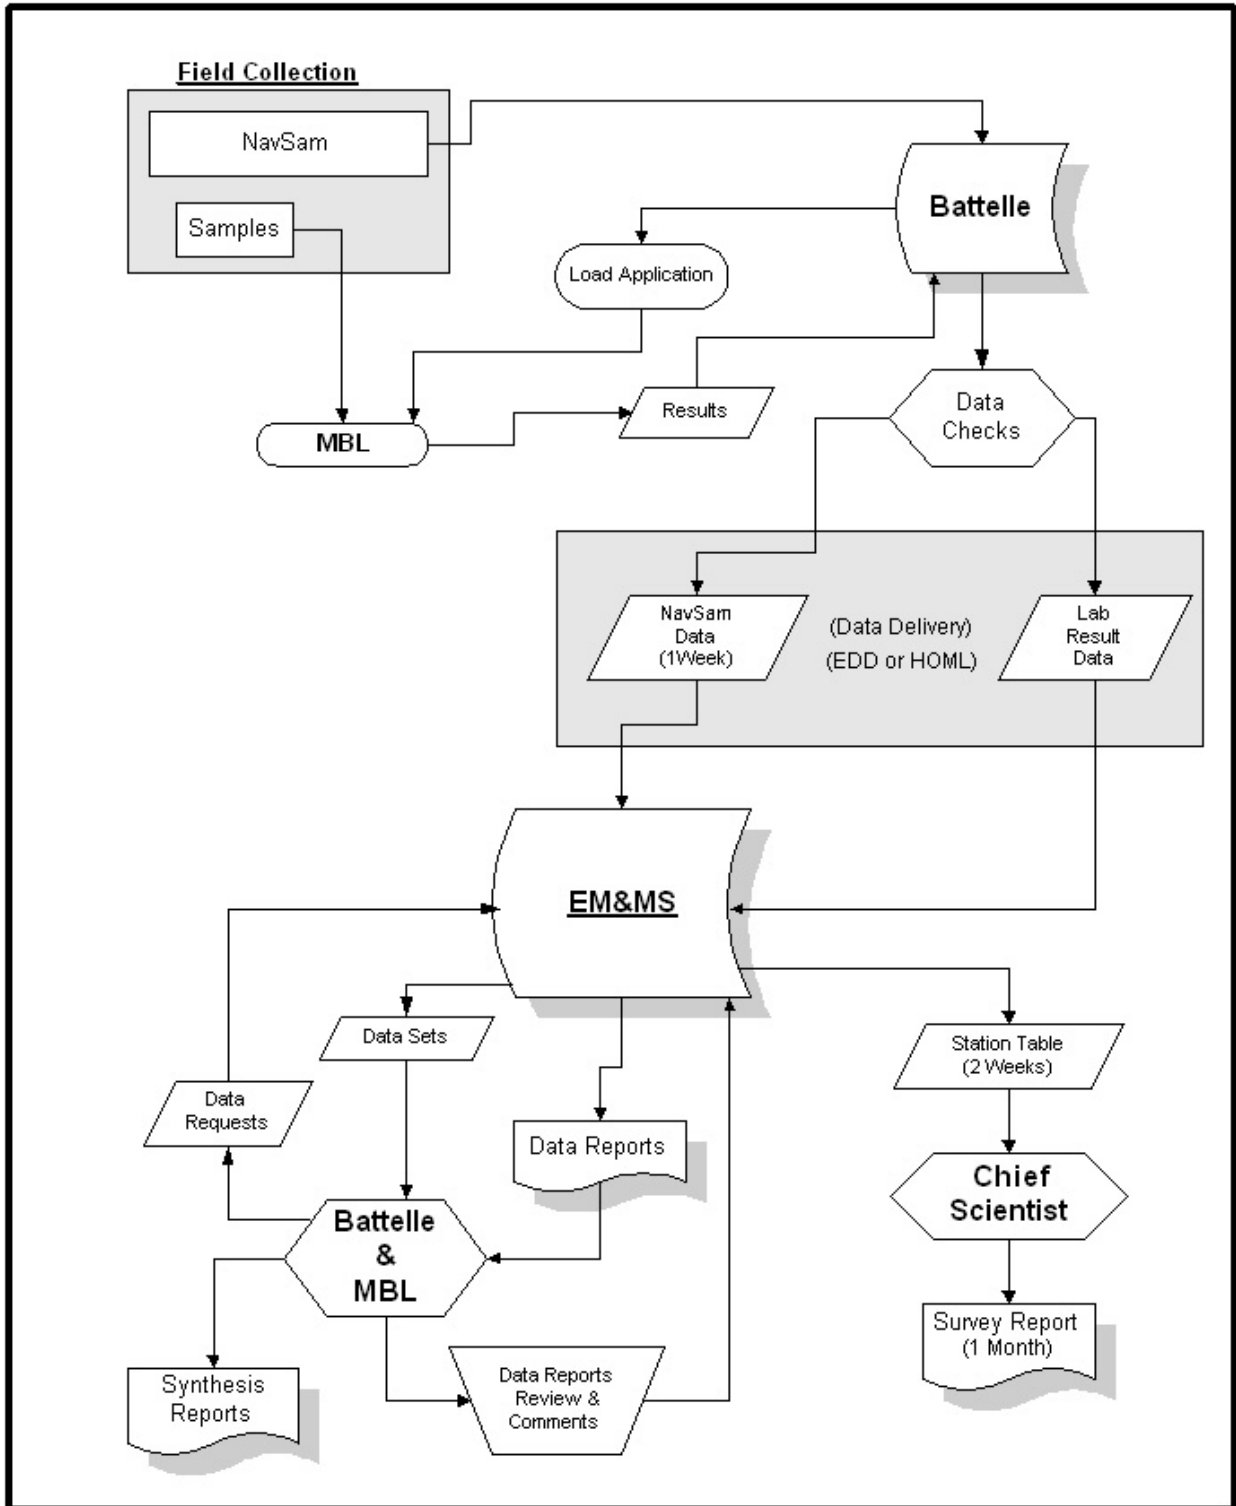 Field Collection
NavSam
Samples
Battelle
Load Application
Results
MBL
Data
Checks
NavSam
Data
(1Week)
(Data Delivery)
(EDD or HOML)
Lab
Result
Data
EM&MS
Data Sets
Data
Requests
Data Reports
Station Table
(2 Weeks)
Battelle
&
MBL
Chief
Scientist
Synthesis
Reports
Data Reports
Review &
Comments
Survey Report
(1 Month)